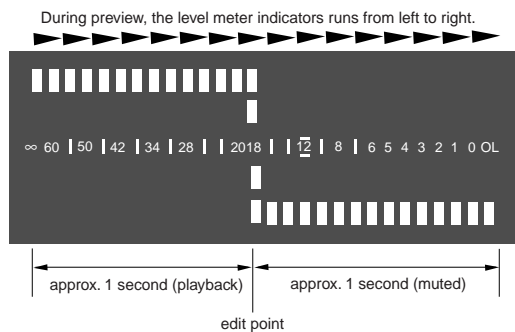 During preview, the level meter indicators runs from left to right.
∞ 60 | 50 | 42 | 34 | 28 | | 2018 | | 12 | 8 | 6 5 4 3 2 1 0 OL
approx. 1 second (playback) approx. 1 second (muted)
edit point